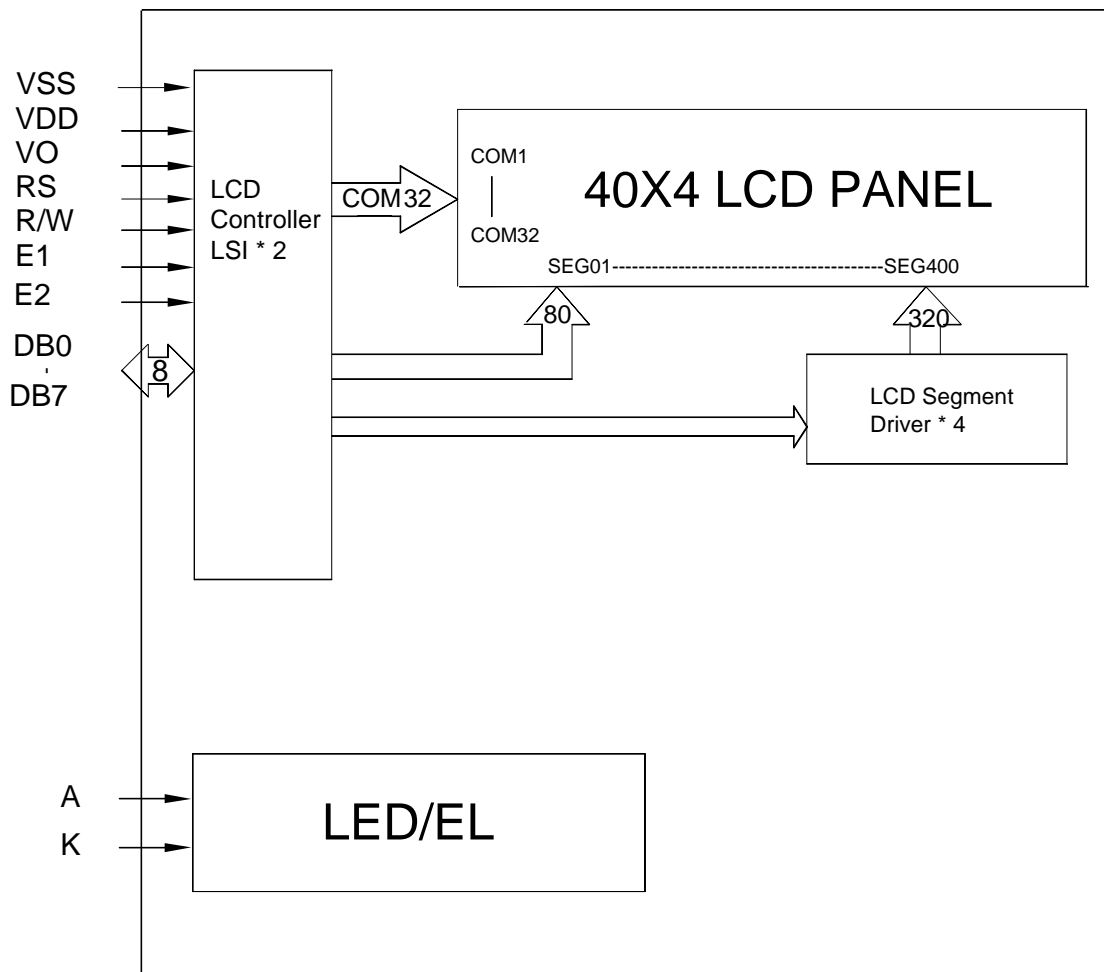 VSS
VDD
VO
RS
R/W
E1
E2
DB0
-
DB7
8
LCD
Controller
LSI * 2
COM32
COM1
COM32
40X4 LCD PANEL
SEG01-----------------------------------SEG400
80
320
LCD Segment
Driver * 4
A
K
LED/EL